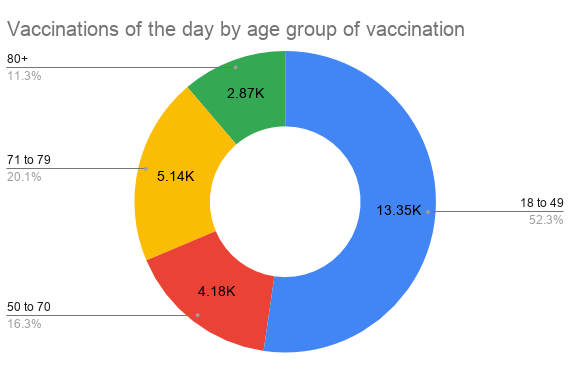 Vaccinations of the day by age group of vaccination
80+
11.3%
2.87K
71 to 79
20.1%
5.14K
13.35K
18 to 49
52.3%
50 to 70
16.3%
4.18K